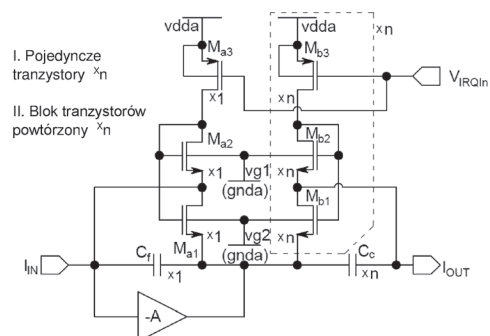 vdda
vdda
I. Pojedyncze
tranzystory xn
II. Blok tranzystorów
powtórzony xn
Ma3
x1
Mb3
xn
xn
VIRQIn
Ma2
x1
vg1
(gnda)
Mb2
xn
Mb1
xn
Ma1
x1
vg2
(gnda)
IIN
Cf
x1
Cc
xn
IOUT
-A